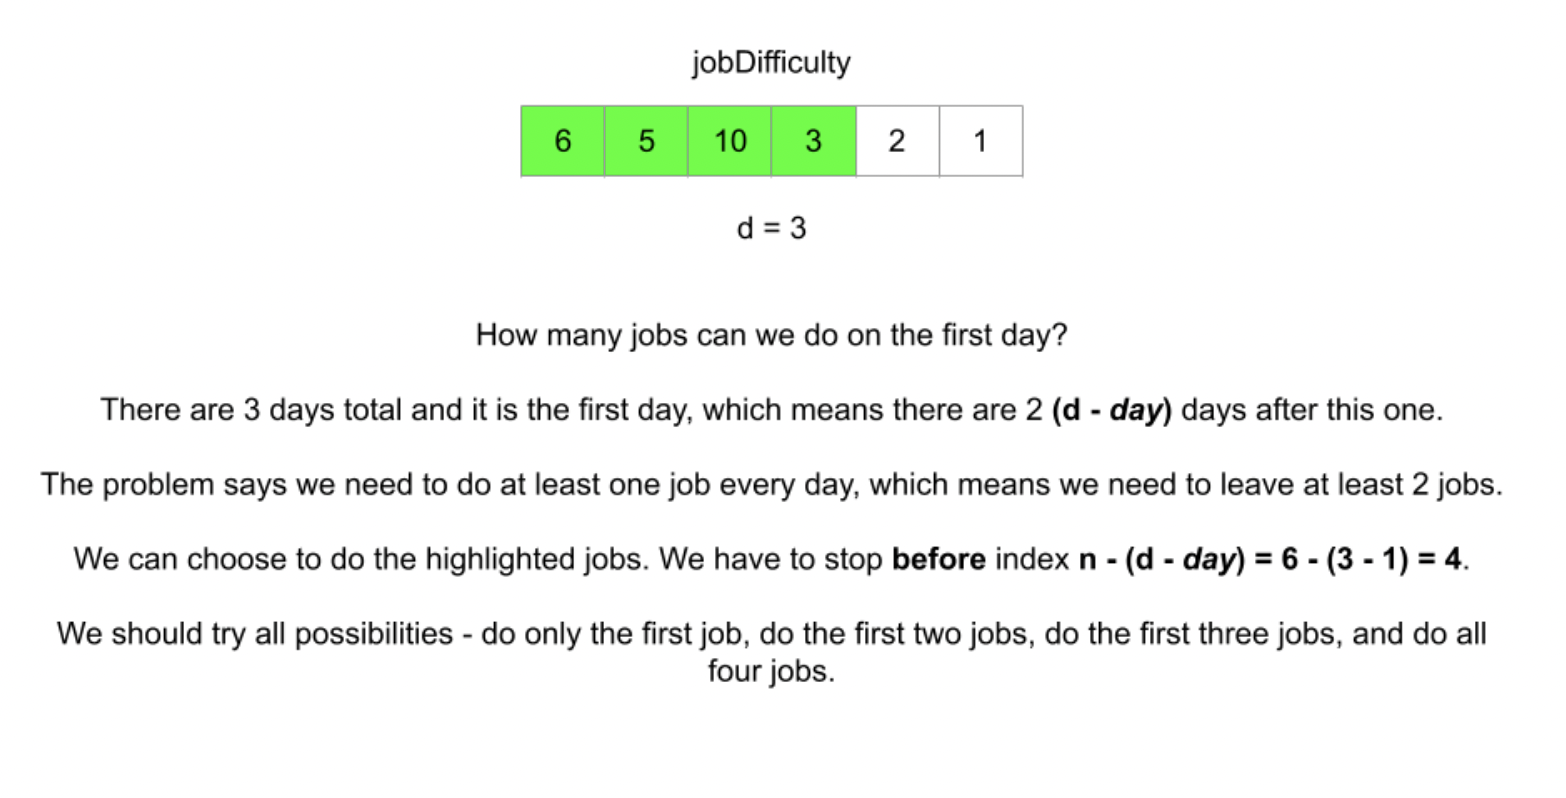 jobDifficulty
6 5 10 3 2 1
d = 3
How many jobs can we do on the first day?
There are 3 days total and it is the first day, which means there are 2 (d - day) days after this one.
The problem says we need to do at least one job every day, which means we need to leave at least 2 jobs.
We can choose to do the highlighted jobs. We have to stop before index n - (d - day) = 6 - (3 - 1) = 4.
We should try all possibilities - do only the first job, do the first two jobs, do the first three jobs, and do all
four jobs.